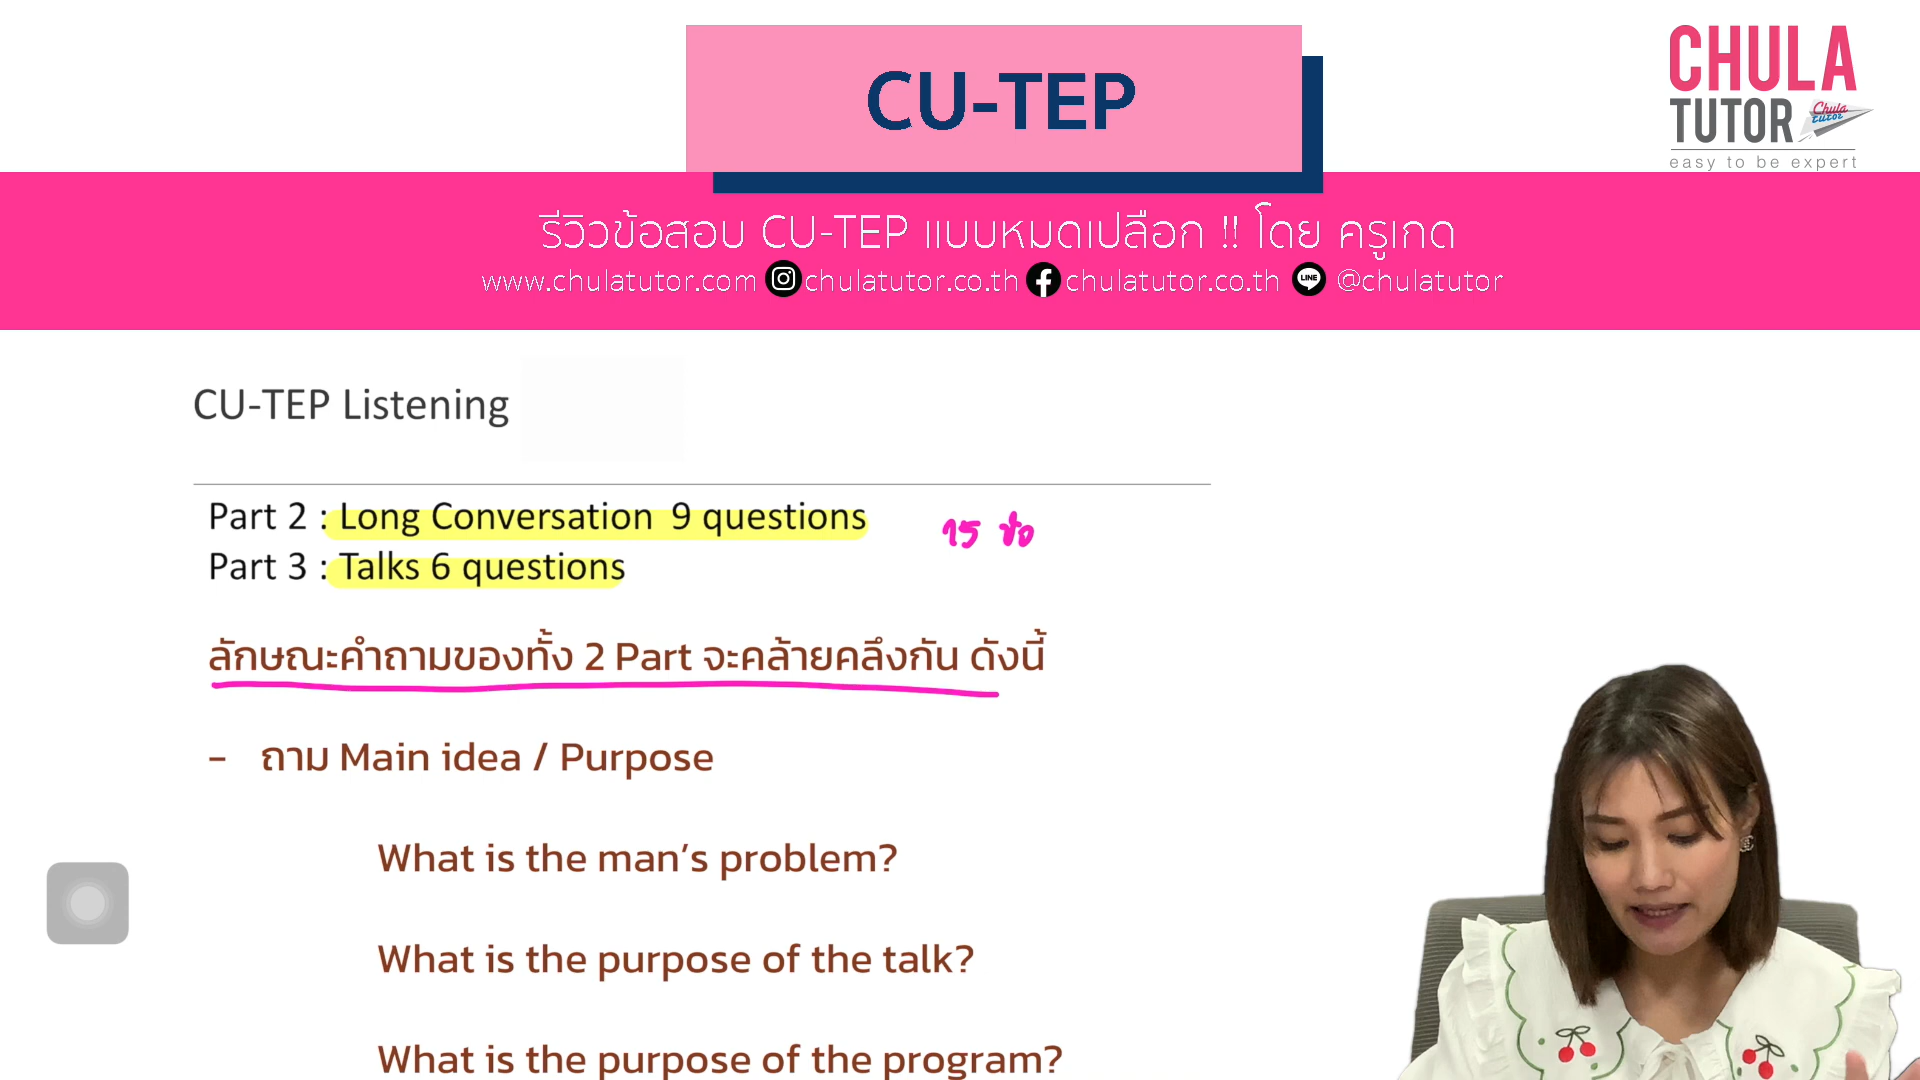 CU-TEP
CHULA
TUTOR
Chula
tutor
easy to be expert
รีวิวข้อสอบ CU-TEP แบบหมดเปลือก !! โดย ครูเกด
www.chulatutor.com chulatutor.co.th chulatutor.co.th LINE @chulatutor
CU-TEP Listening
Part 2 : Long Conversation 9 questions
15 ข้อ
Part 3 : Talks 6 questions
ลักษณะคำถามของทั้ง 2 Part จะคล้ายคลึงกัน ดังนี้
- ถาม Main idea / Purpose
What is the man’s problem?
What is the purpose of the talk?
What is the purpose of the program?